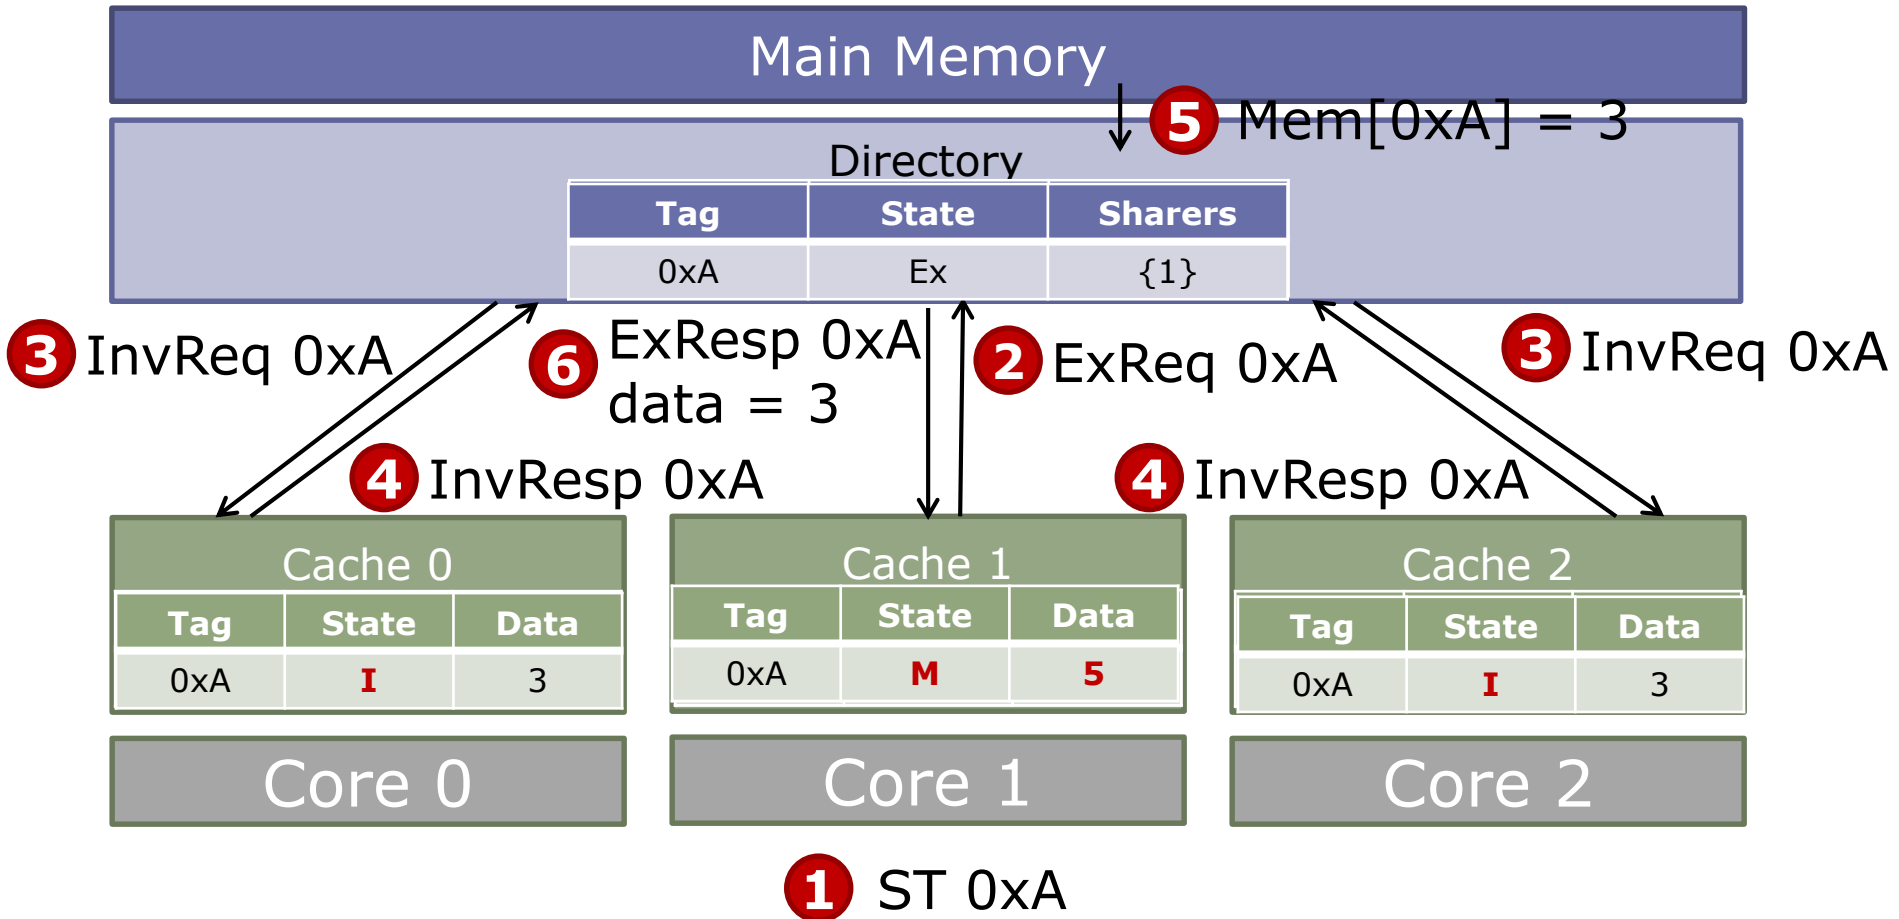 Main Memory
5 Mem[0xA] = 3
Directory
Tag State Sharers
0xA Ex {1}
3 InvReq 0xA
6 ExResp 0xA
data = 3
2 ExReq 0xA
3 InvReq 0xA
4 InvResp 0xA
4 InvResp 0xA
Cache 0
Tag State Data
0xA I 3
Cache 1
Tag State Data
0xA M 5
Cache 2
Tag State Data
0xA I 3
Core 0
Core 1
Core 2
1 ST 0xA